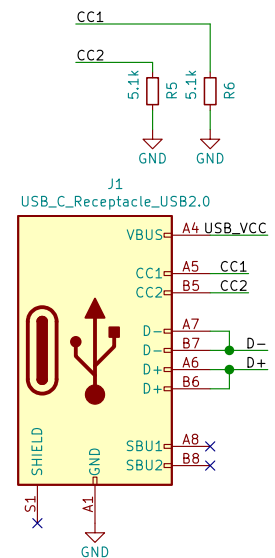 CC1
CC2
5.1k
R5
5.1k
R6
GND
GND
J1
USB_C_Receptacle_USB2.0
VBUS A4 USB_VCC
CC1 A5 CC1
CC2 B5 CC2
D- A7
D- B7 D-
D+ A6 D+
D+ B6
SBU1 A8
SBU2 B8
SHIELD
GND
S1
A1
GND